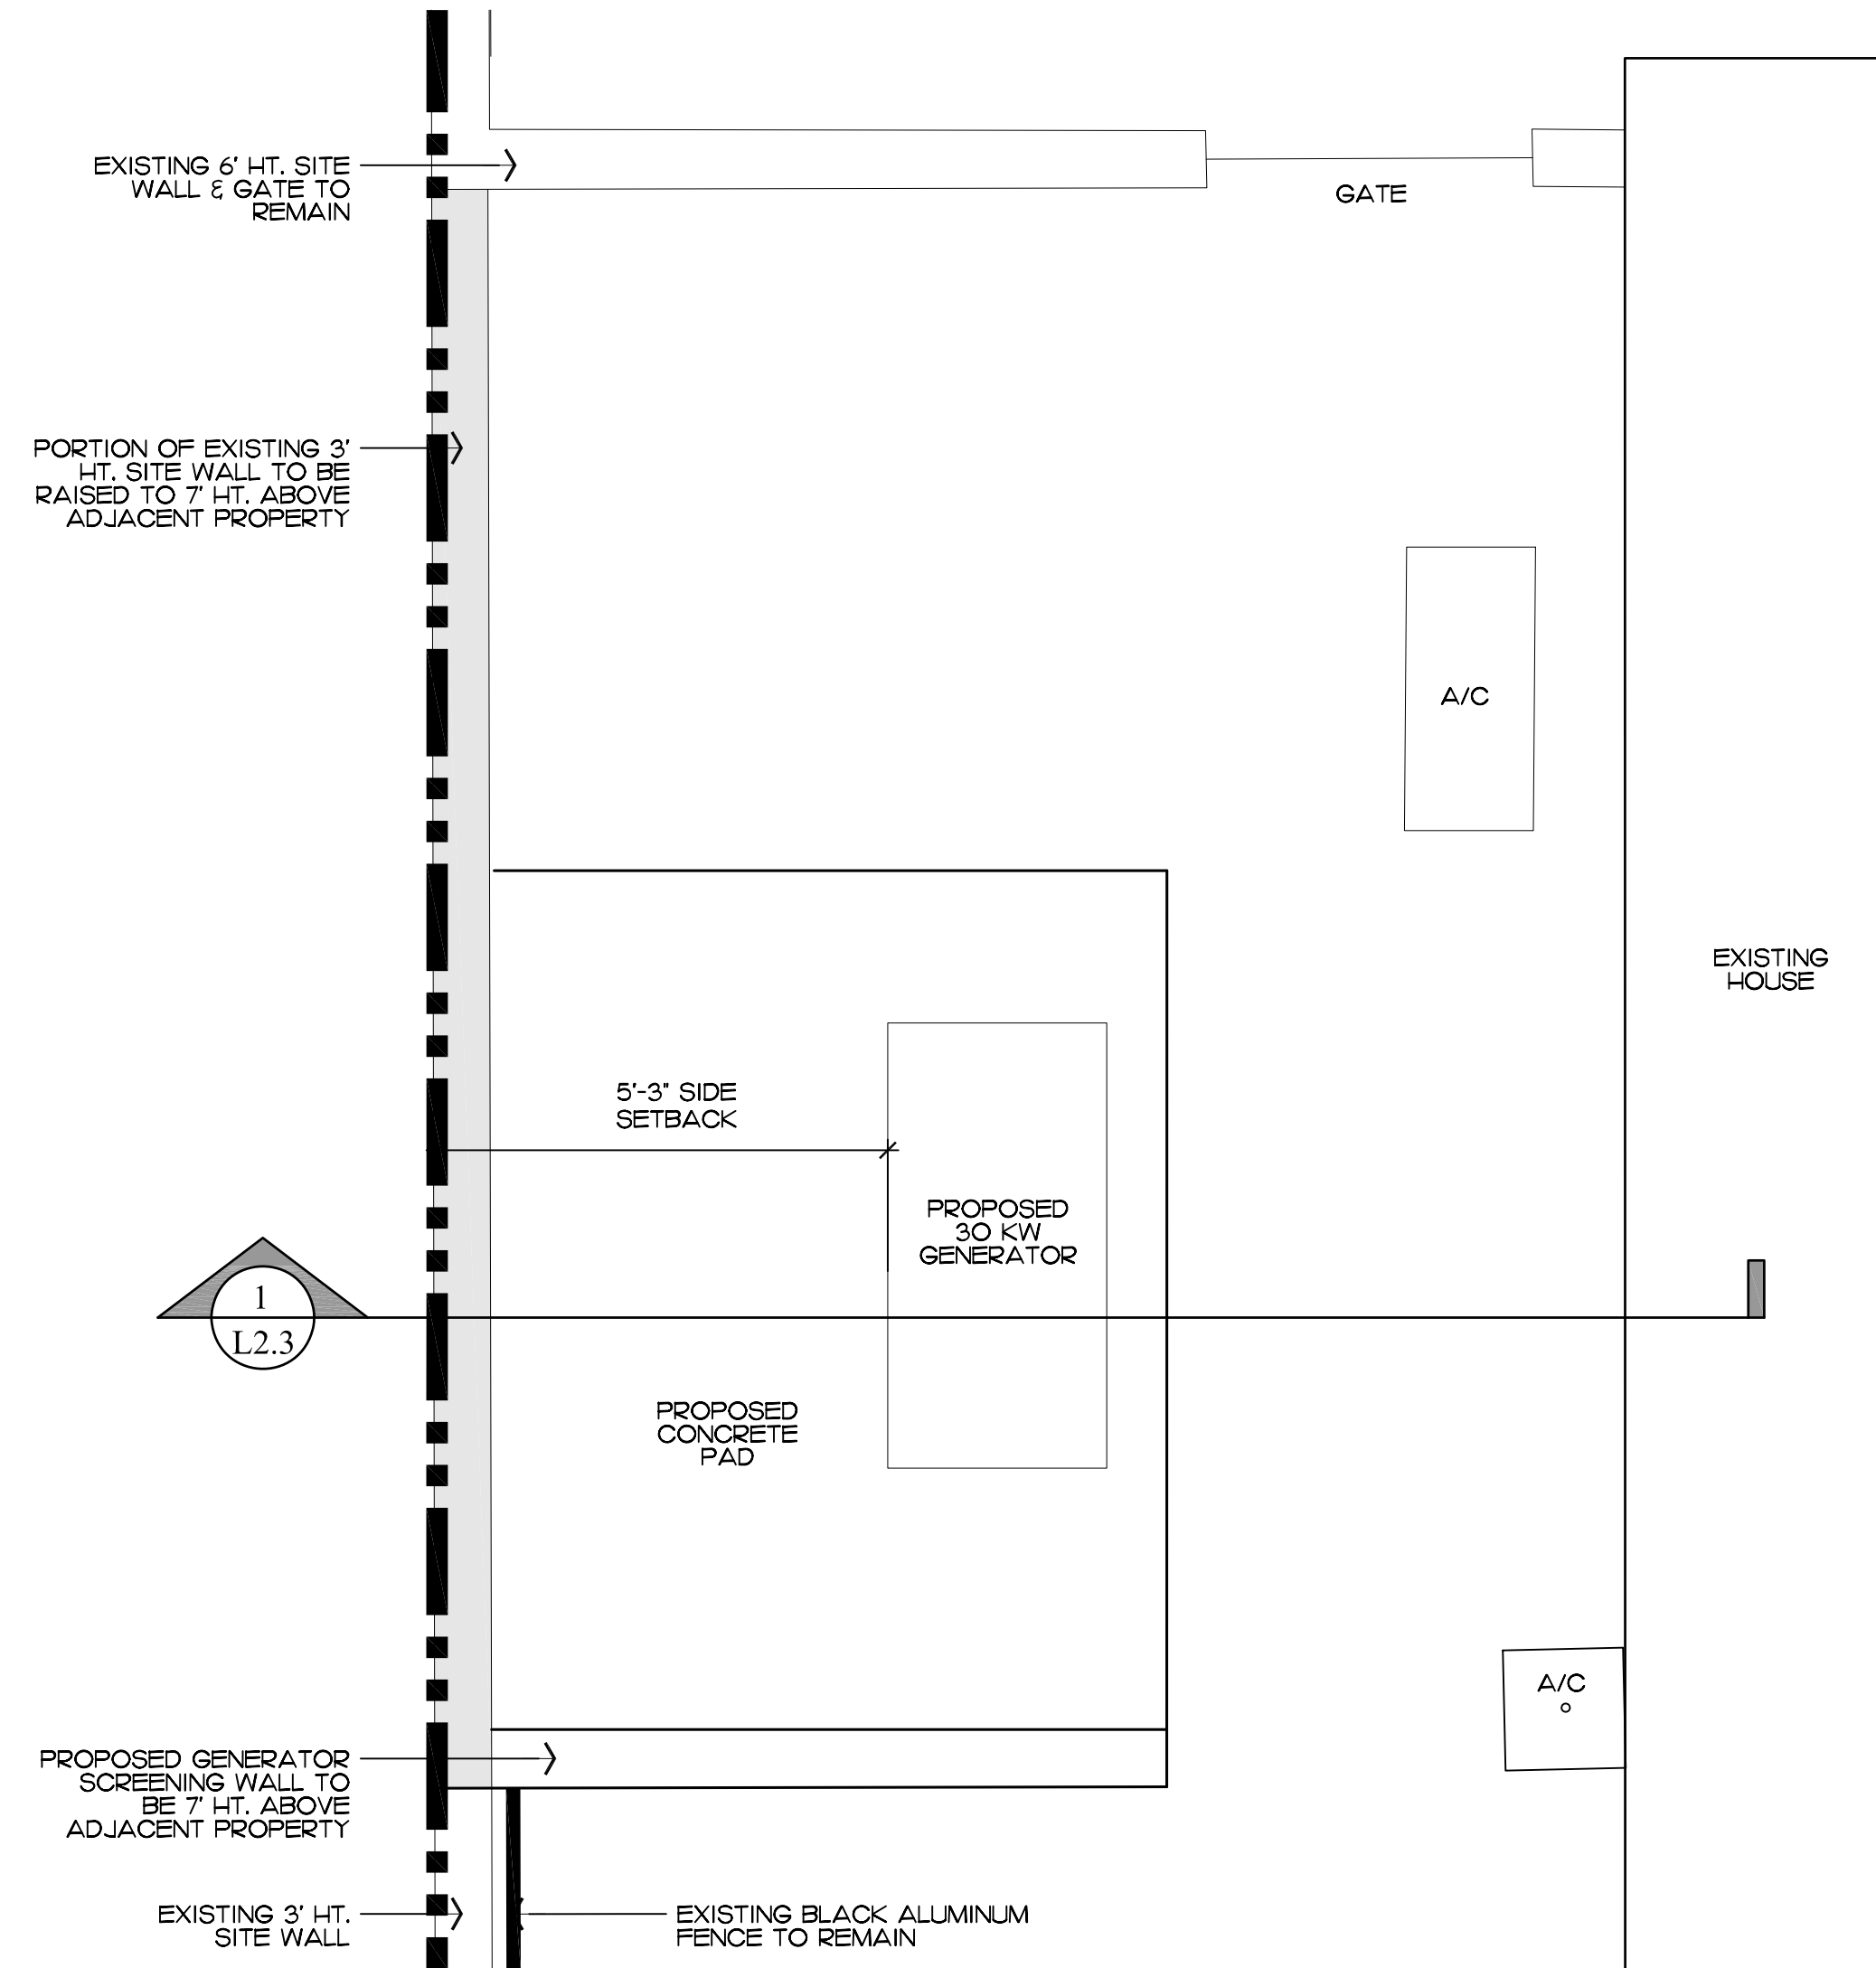 EXISTING 6' HT. SITE
WALL & GATE TO
REMAIN
GATE
PORTION OF EXISTING 3'
HT. SITE WALL TO BE
RAISED TO 7' HT. ABOVE
ADJACENT PROPERTY
A/C
EXISTING
HOUSE
5'-3" SIDE
SETBACK
PROPOSED
30 KW
GENERATOR
1
L2.3
PROPOSED
CONCRETE
PAD
A/C
PROPOSED GENERATOR
SCREENING WALL TO
BE 7' HT. ABOVE
ADJACENT PROPERTY
EXISTING 3' HT.
SITE WALL
EXISTING BLACK ALUMINUM
FENCE TO REMAIN